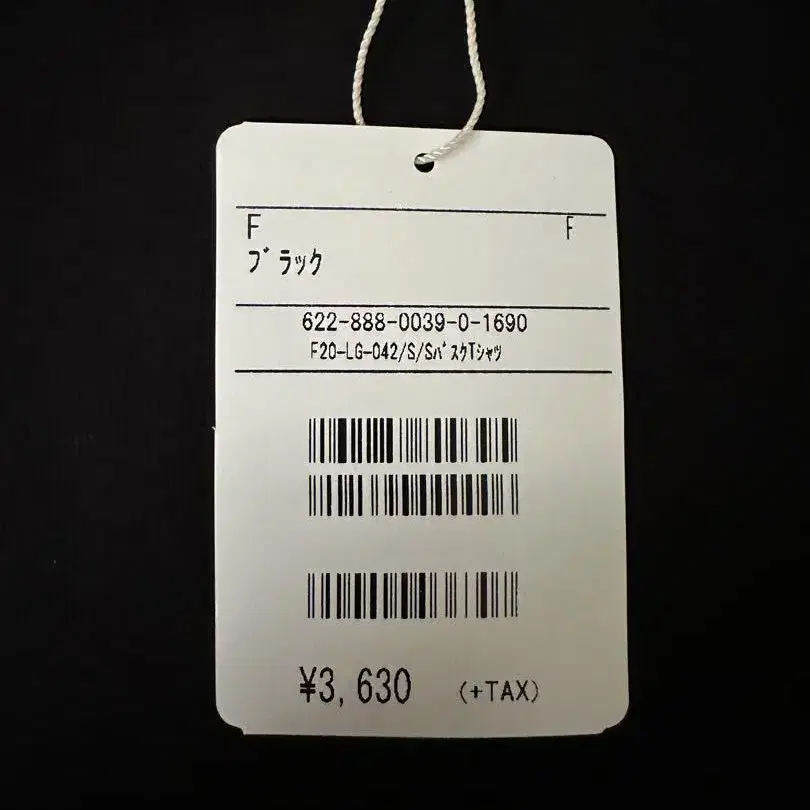 F F
ﾌﾞﾗｯｸ
622-888-0039-0-1690
F20-LG-042/S/SﾊﾞｽｸTｼｬﾂ
¥3,630 (+TAX)